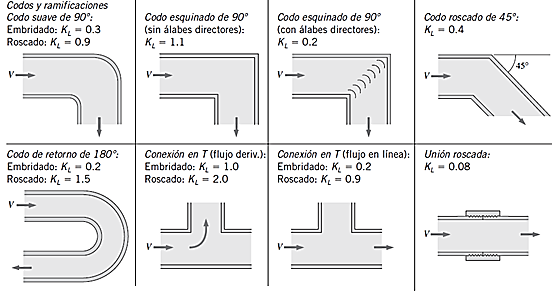 Codos y ramificaciones
Codo suave de 90°:
Embridado: K_L = 0.3
Roscado: K_L = 0.9
V
Codo esquinado de 90°
(sin álabes directores):
K_L = 1.1
V
Codo esquinado de 90°
(con álabes directores):
K_L = 0.2
V
Codo roscado de 45°:
K_L = 0.4
V
45°
Codo de retorno de 180°:
Embridado: K_L = 0.2
Roscado: K_L = 1.5
V
Conexión en T (flujo deriv.):
Embridado: K_L = 1.0
Roscado: K_L = 2.0
V
Conexión en T (flujo en línea):
Embridado: K_L = 0.2
Roscado: K_L = 0.9
V
Unión roscada:
K_L = 0.08
V